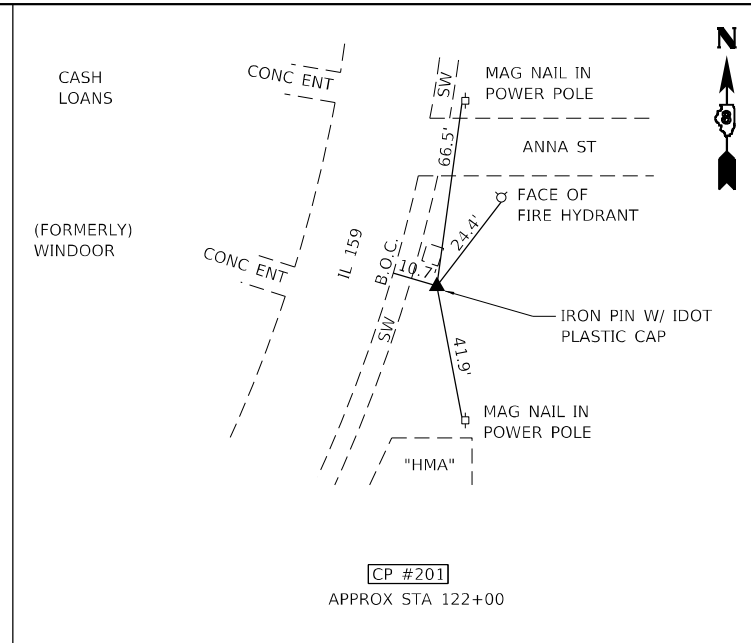 N
8
CASH
LOANS
CONC ENT
SW
MAG NAIL IN
POWER POLE
66.5'
ANNA ST
FACE OF
FIRE HYDRANT
24.4'
(FORMERLY)
WINDOOR
CONC ENT
IL 159
B.O.C.
10.7'
SW
IRON PIN W/ IDOT
PLASTIC CAP
41.9'
MAG NAIL IN
POWER POLE
"HMA"
CP #201
APPROX STA 122+00